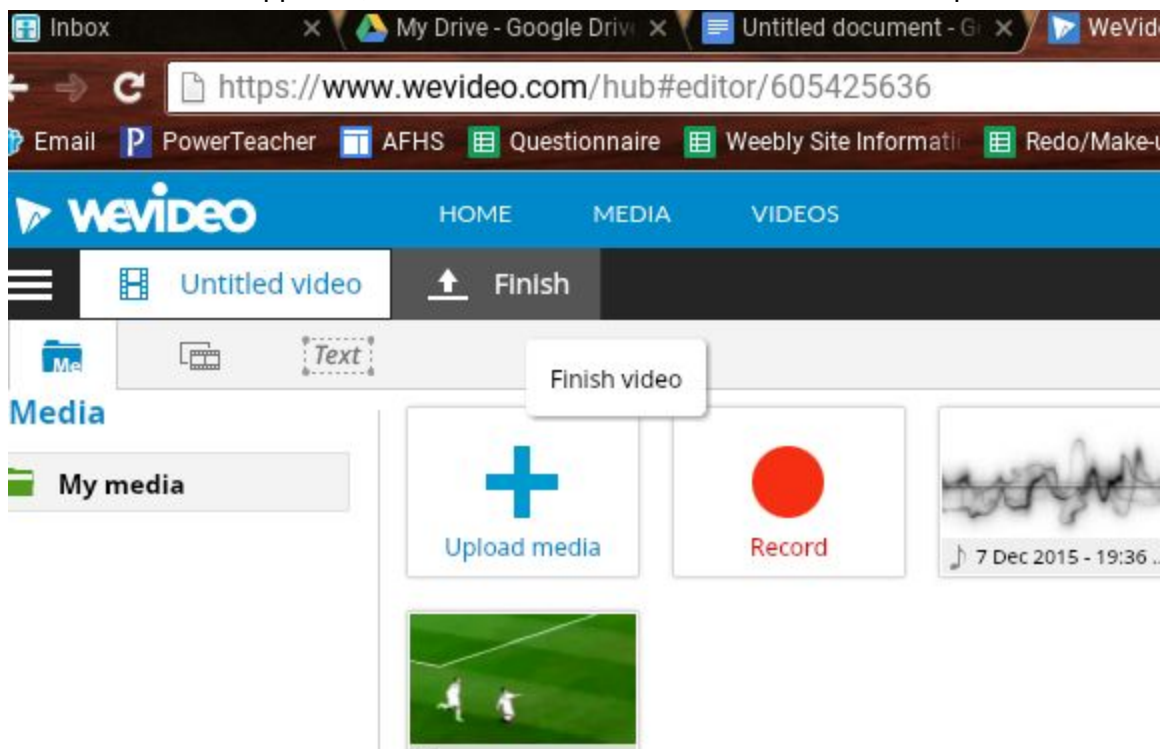 Inbox My Drive - Google Driv Untitled document - G WeVide
https://www.wevideo.com/hub#editor/605425636
Email PowerTeacher AFHS Questionnaire Weebly Site Informati Redo/Make-u
WEVIDEO HOME MEDIA VIDEOS
Untitled video Finish
Me Text
Finish video
Media
My media
Upload media Record 7 Dec 2015 - 19:36 ..